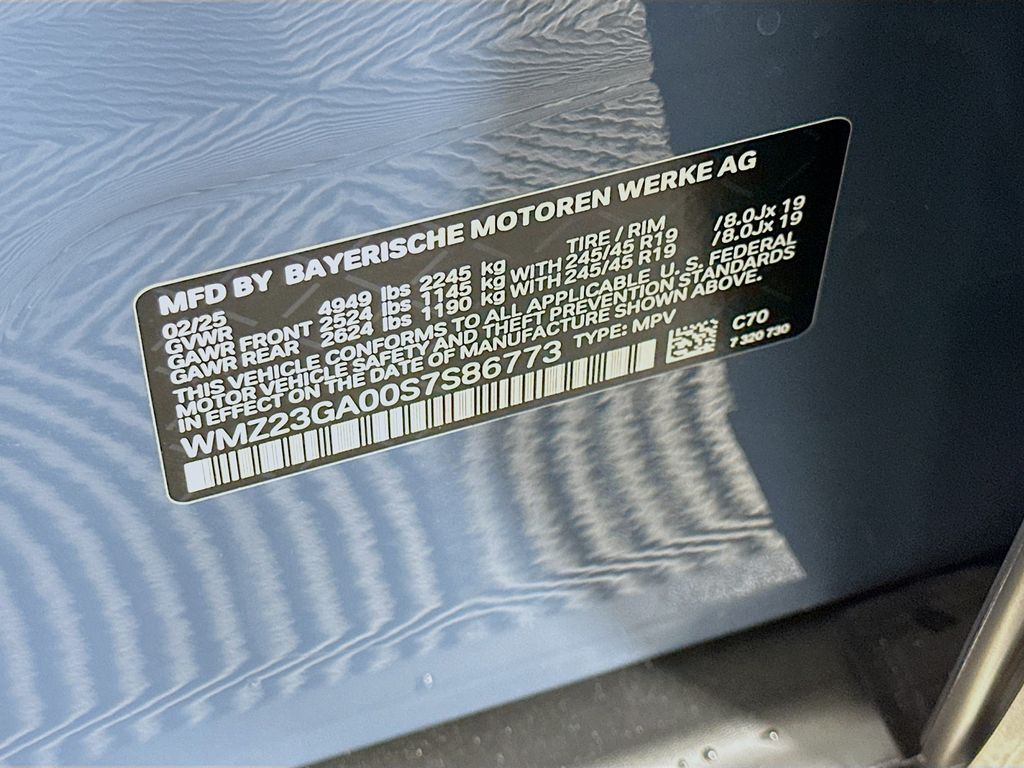 MFD BY BAYERISCHE MOTOREN WERKE AG
02/25 TIRE / RIM
GVWR 4949 lbs 2245 kg
GAWR FRONT 2524 lbs 1145 kg WITH 245/45 R19 /8.0Jx 19
GAWR REAR 2624 lbs 1190 kg WITH 245/45 R19 /8.0Jx 19
THIS VEHICLE CONFORMS TO ALL APPLICABLE U.S. FEDERAL
MOTOR VEHICLE SAFETY AND THEFT PREVENTION STANDARDS
IN EFFECT ON THE DATE OF MANUFACTURE SHOWN ABOVE.
WMZ23GA00S7S86773 TYPE: MPV C70
7 320 730